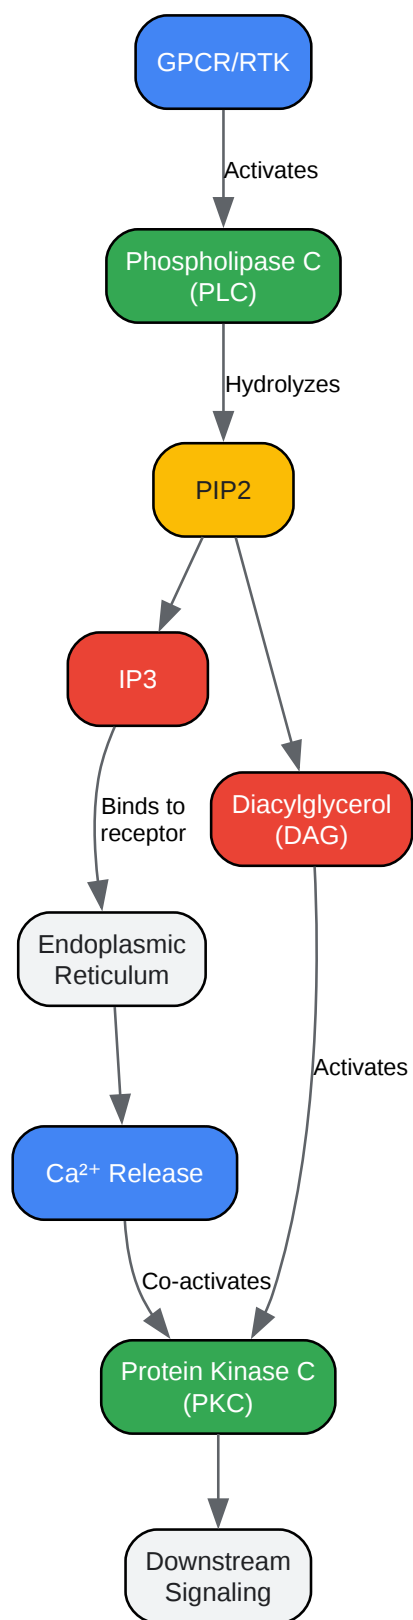 GPCR/RTK
Activates
Phospholipase C
(PLC)
Hydrolyzes
PIP2
IP3
Binds to
receptor
Diacylglycerol
(DAG)
Endoplasmic
Reticulum
Activates
Ca²⁺ Release
Co-activates
Protein Kinase C
(PKC)
Downstream
Signaling